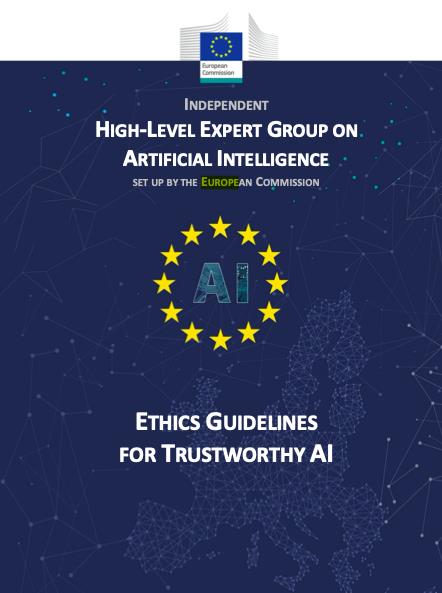 European
Commission
INDEPENDENT
HIGH-LEVEL EXPERT GROUP ON
ARTIFICIAL INTELLIGENCE
SET UP BY THE EUROPEAN COMMISSION
AI
ETHICS GUIDELINES
FOR TRUSTWORTHY AI